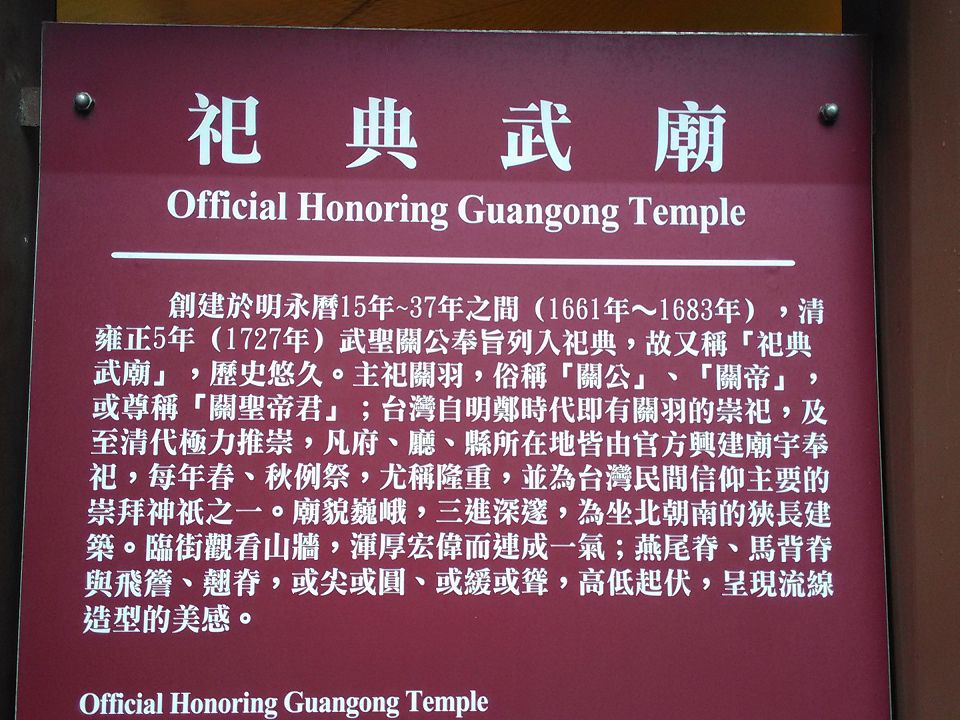 祀典武廟
Official Honoring Guangong Temple
創建於明永曆15年~37年之間（1661年～1683年），清
雍正5年（1727年）武聖關公奉旨列入祀典，故又稱「祀典
武廟」，歷史悠久。主祀關羽，俗稱「關公」、「關帝」，
或尊稱「關聖帝君」；台灣自明鄭時代即有關羽的崇祀，及
至清代極力推崇，凡府、廳、縣所在地皆由官方興建廟宇奉
祀，每年春、秋例祭，尤稱隆重，並為台灣民間信仰主要的
崇拜神祇之一。廟貌巍峨，三進深邃，為坐北朝南的狹長建
築。臨街觀看山牆，渾厚宏偉而連成一氣；燕尾脊、馬背脊
與飛簷、翹脊，或尖或圓、或緩或聳，高低起伏，呈現流線
造型的美感。
Official Honoring Guangong Temple